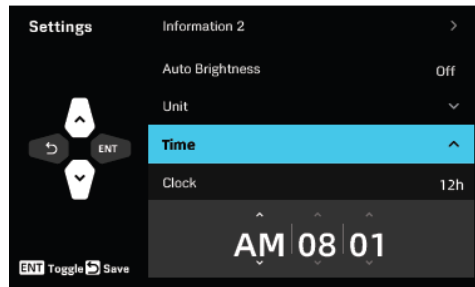 Settings
Information 2
Auto Brightness Off
Unit
ENT
Time
Clock 12h
AM 08 01
ENT Toggle Save